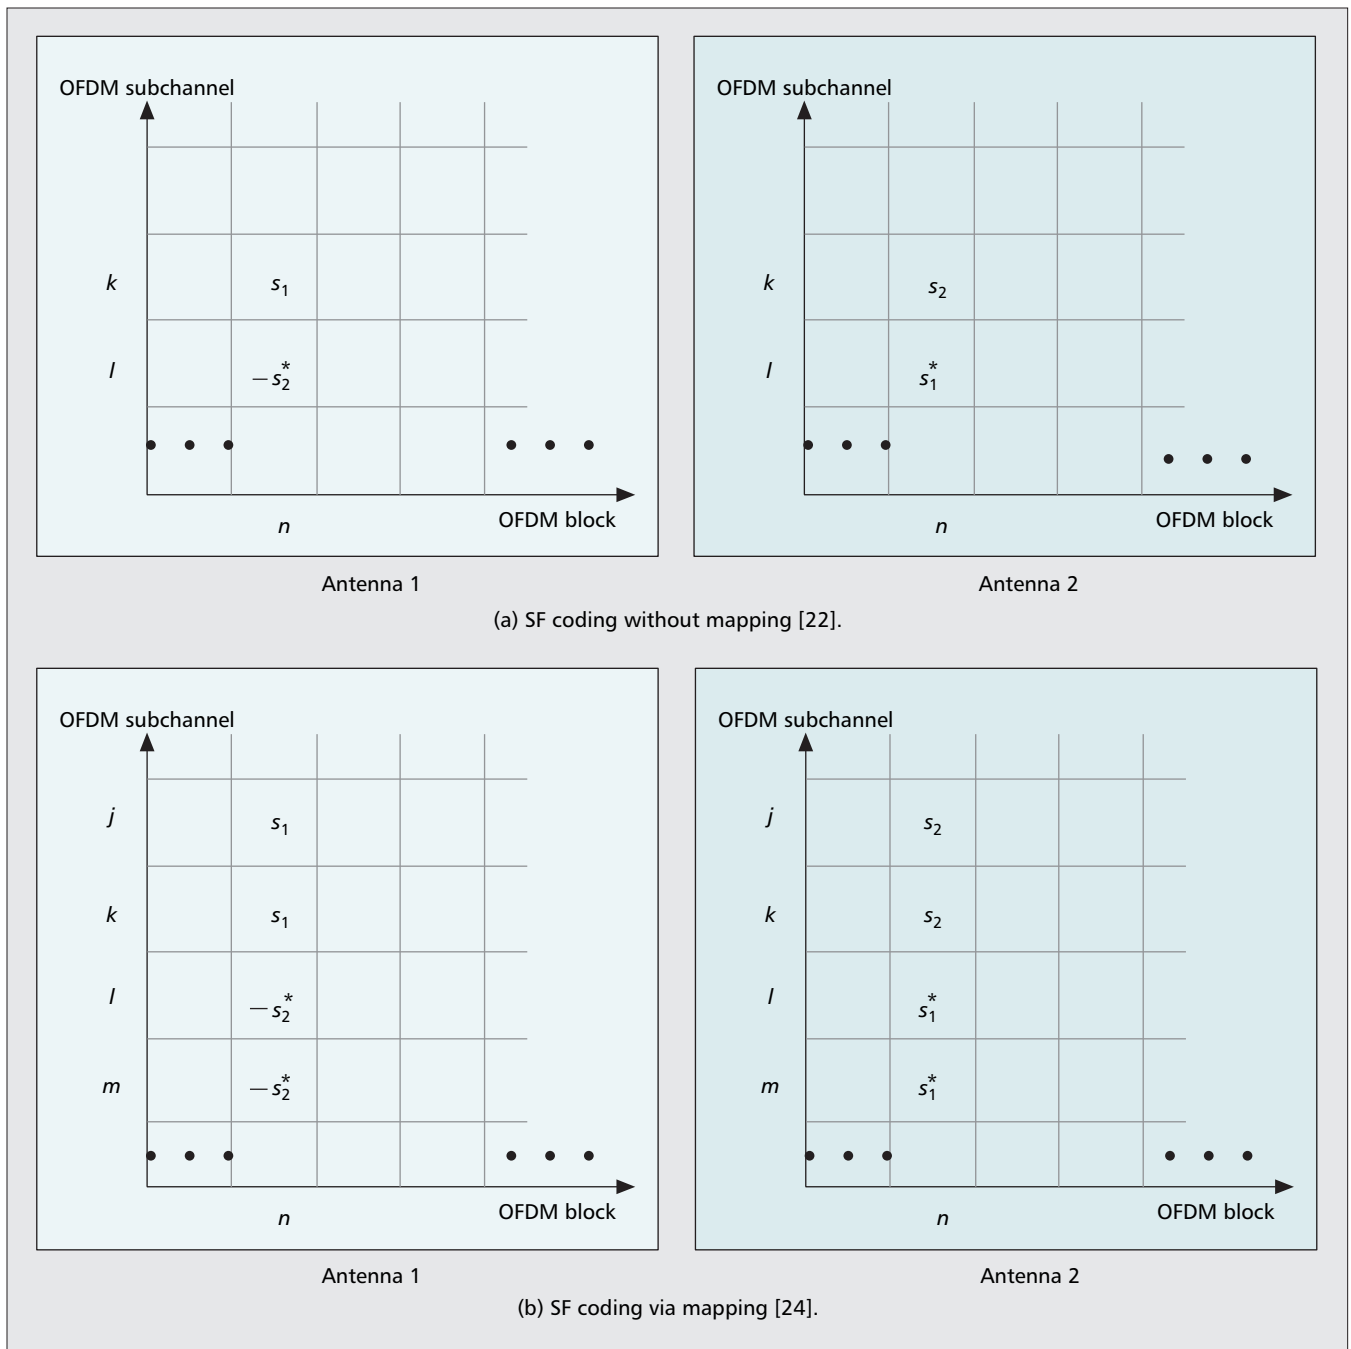 OFDM subchannel
k
s1
l
—s2*
n
OFDM block
Antenna 1
OFDM subchannel
k
s2
l
s1*
n
OFDM block
Antenna 2
(a) SF coding without mapping [22].
OFDM subchannel
j
s1
k
s1
l
—s2*
m
—s2*
n
OFDM block
Antenna 1
OFDM subchannel
j
s2
k
s2
l
s1*
m
s1*
n
OFDM block
Antenna 2
(b) SF coding via mapping [24].